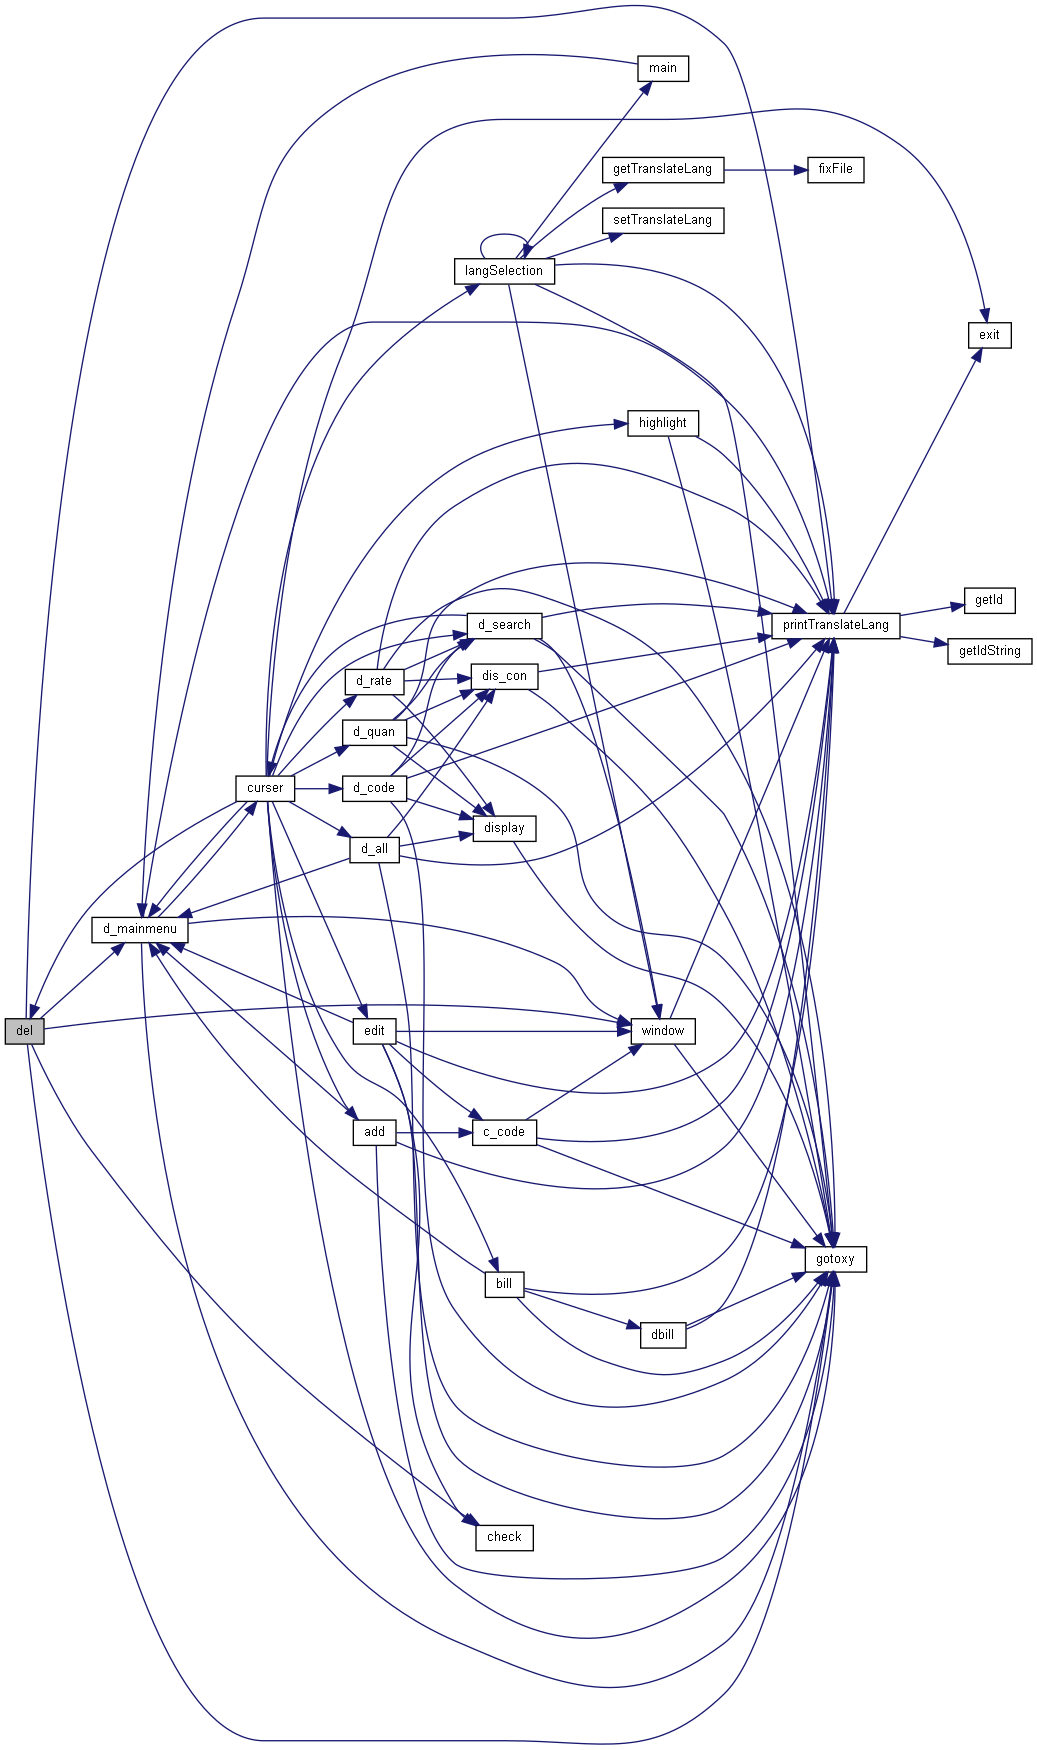 main
getTranslateLang
fixFile
setTranslateLang
langSelection
exit
highlight
getId
d_search
printTranslateLang
getIdString
dis_con
d_rate
d_quan
curser
d_code
display
d_all
d_mainmenu
del
edit
window
add
c_code
gotoxy
bill
dbill
check